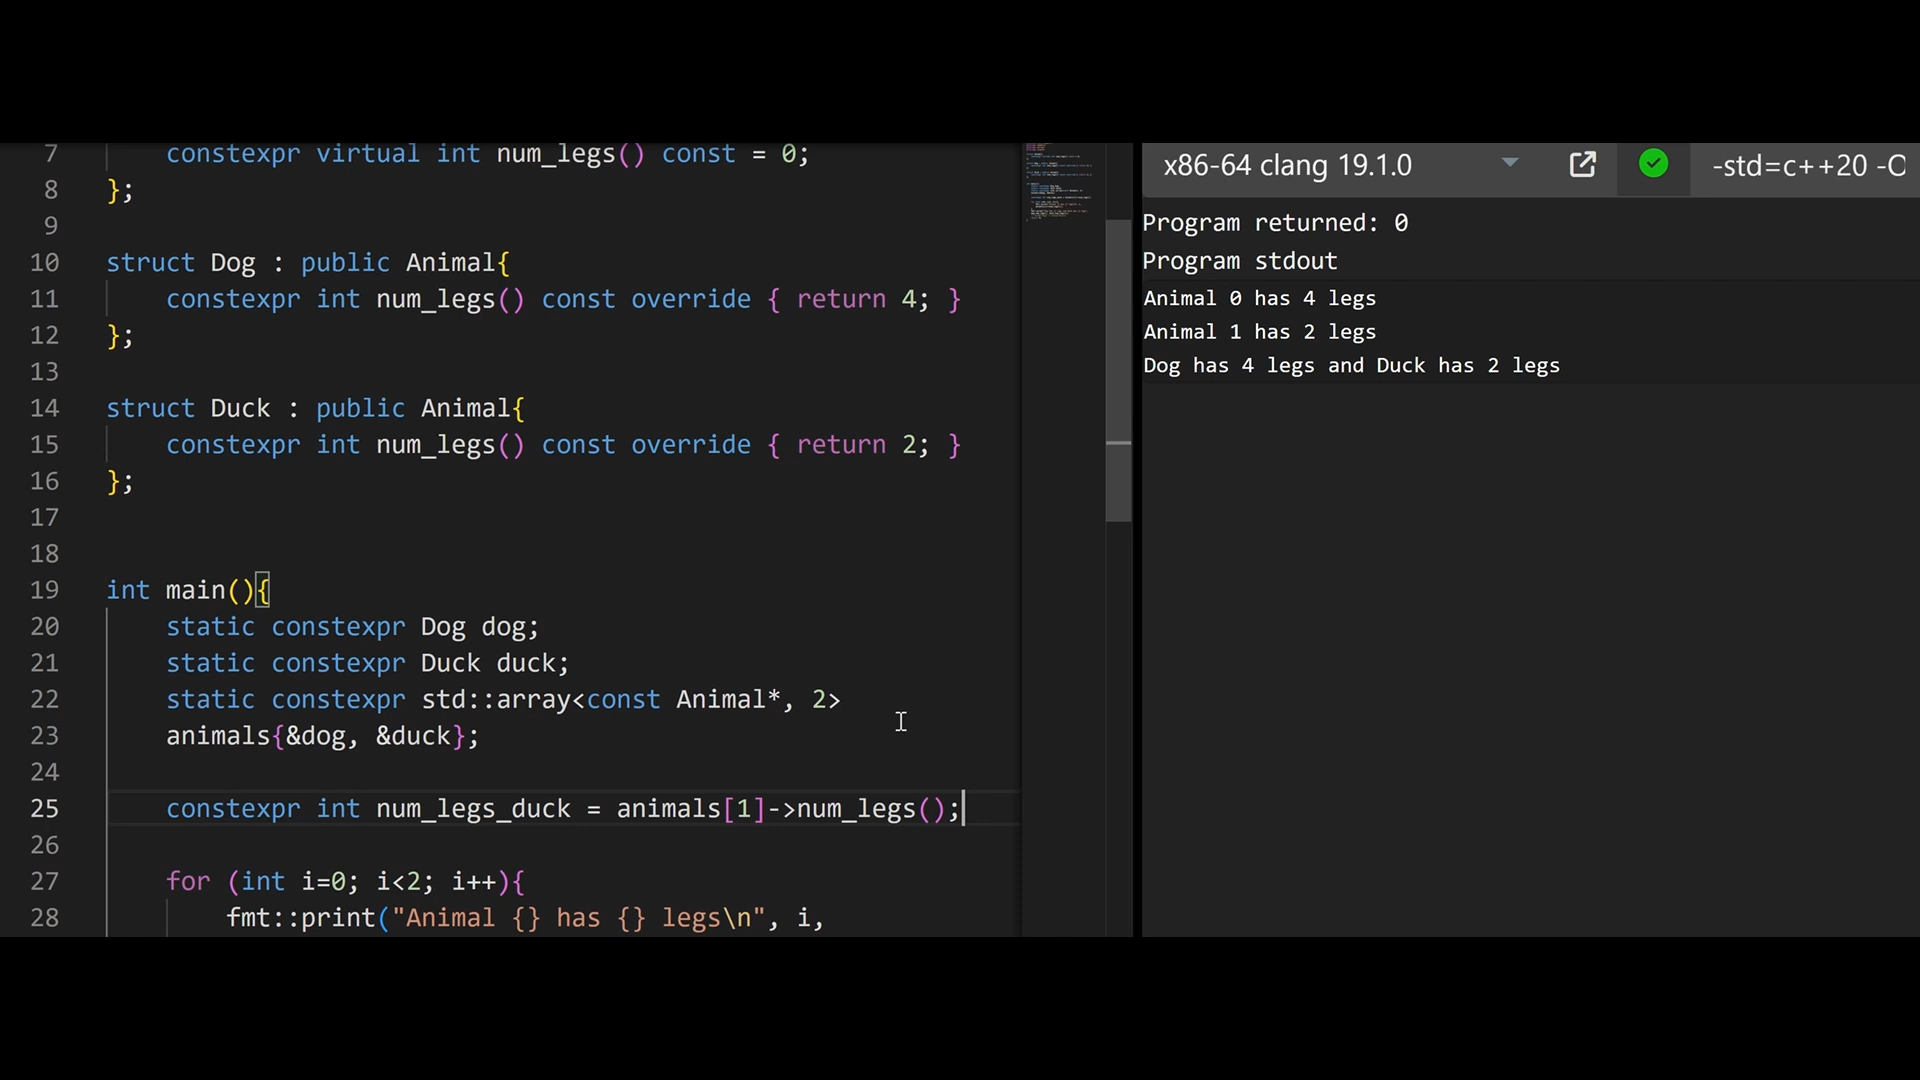 7 constexpr virtual int num_legs() const = 0;
8 };
9
10 struct Dog : public Animal{
11 constexpr int num_legs() const override { return 4; }
12 };
13
14 struct Duck : public Animal{
15 constexpr int num_legs() const override { return 2; }
16 };
17
18
19 int main(){
20 static constexpr Dog dog;
21 static constexpr Duck duck;
22 static constexpr std::array<const Animal*, 2>
23 animals{&dog, &duck};
24
25 constexpr int num_legs_duck = animals[1]->num_legs();
26
27 for (int i=0; i<2; i++){
28 fmt::print("Animal {} has {} legs\n", i,
x86-64 clang 19.1.0 -std=c++20 -O
Program returned: 0
Program stdout
Animal 0 has 4 legs
Animal 1 has 2 legs
Dog has 4 legs and Duck has 2 legs